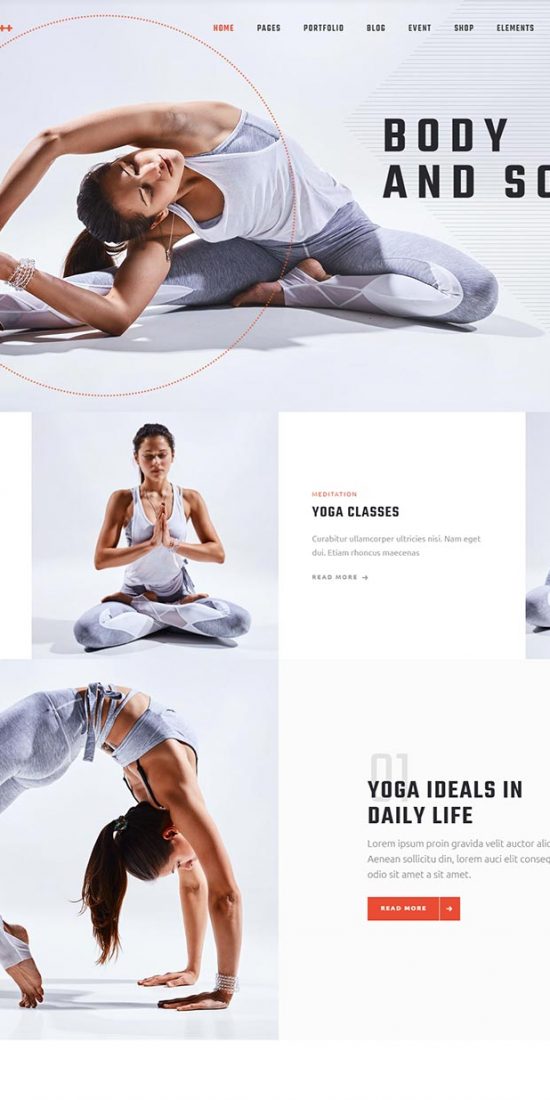 HOME PAGES PORTFOLIO BLOG EVENT SHOP ELEMENTS
BODY
AND SO
MEDITATION
YOGA CLASSES
Curabitur ullamcorper ultricies nisi. Nam eget
dui. Etiam rhoncus maecenas
READ MORE
01
YOGA IDEALS IN
DAILY LIFE
Lorem ipsum proin gravida velit auctor alic
Aenean sollicitu din, lorem auci elit conseq
odio sit amet a sit amet.
READ MORE